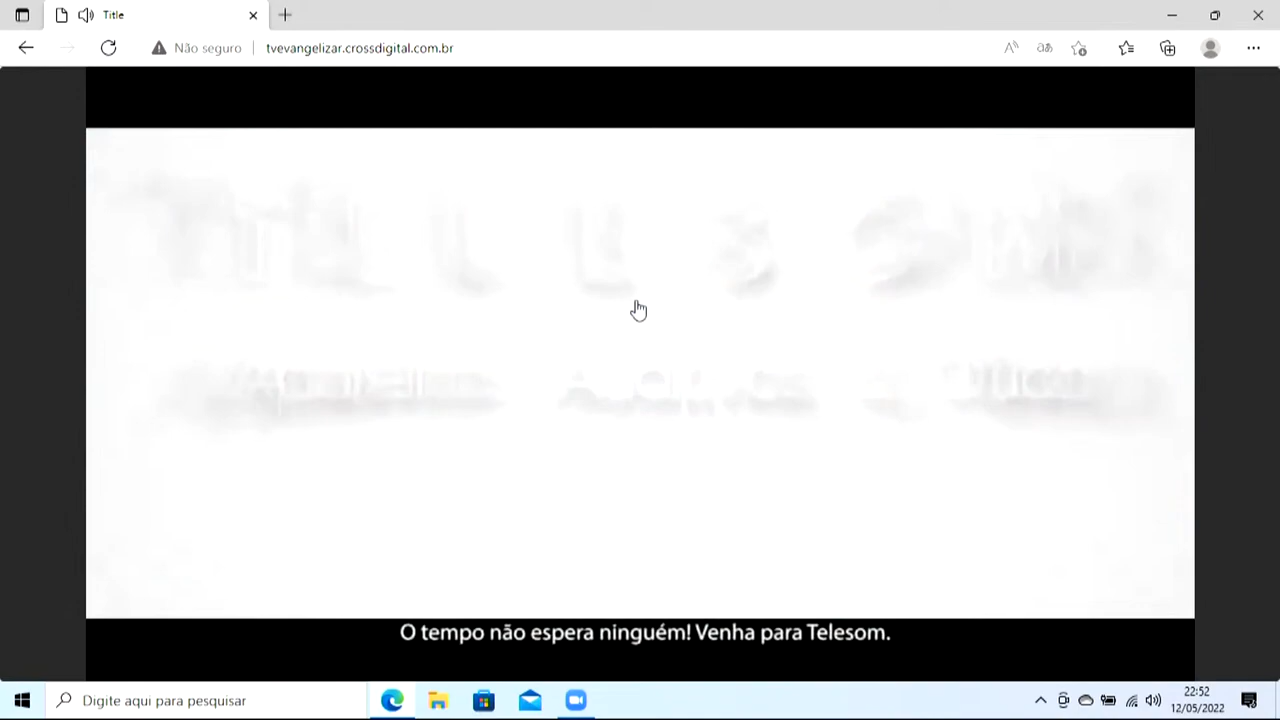 Title
Não seguro
tvevangelizar.crossdigital.com.br
O tempo não espera ninguém! Venha para Telesom.
Digite aqui para pesquisar
22:52
12/05/2022